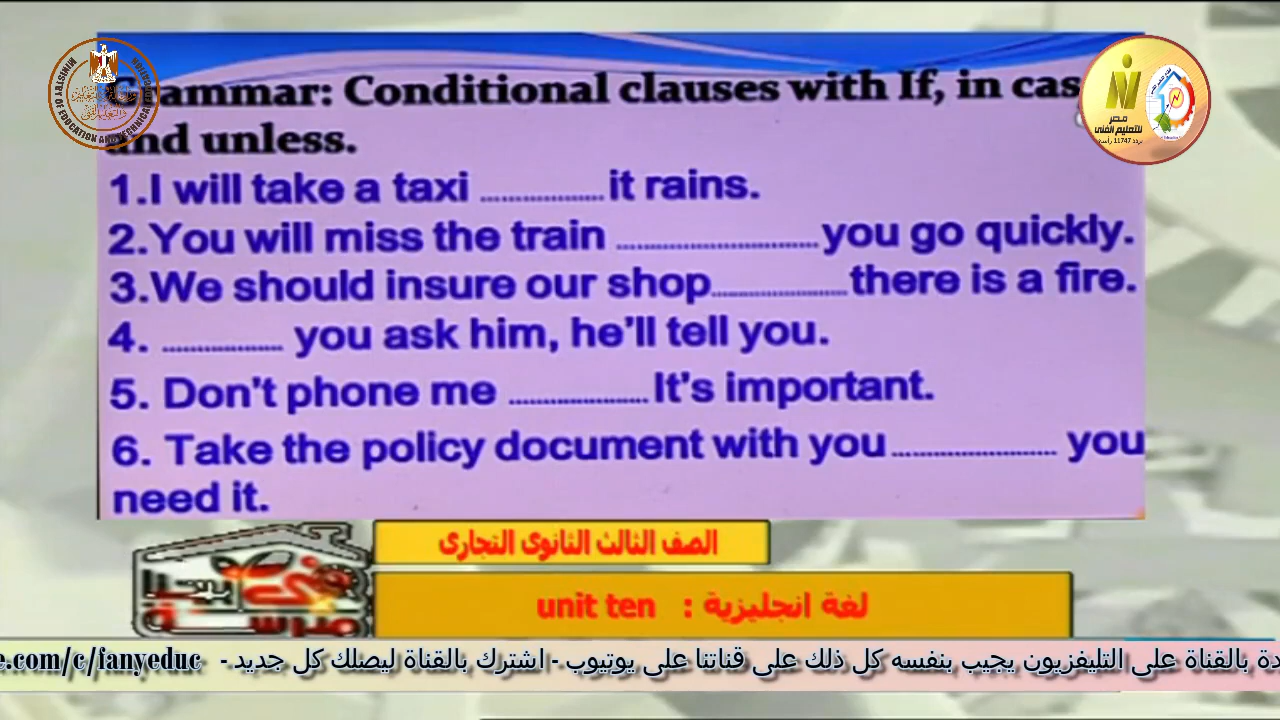 ammar: Conditional clauses with If, in cas
and unless.
1.I will take a taxi ................. it rains.
2.You will miss the train ............................. you go quickly.
3.We should insure our shop................... there is a fire.
4. ................. you ask him, he'll tell you.
5. Don't phone me .................... It's important.
6. Take the policy document with you........................ you
need it.
مصر
للتعليم الفنى
الصف الثالث الثانوى التجارى
لغة انجليزية : unit ten
دة بالقناة على التليفزيون يجيب بنفسه كل ذلك على قناتنا على يوتيوب - اشترك بالقناة ليصلك كل جديد - e.com/c/fanyeduc